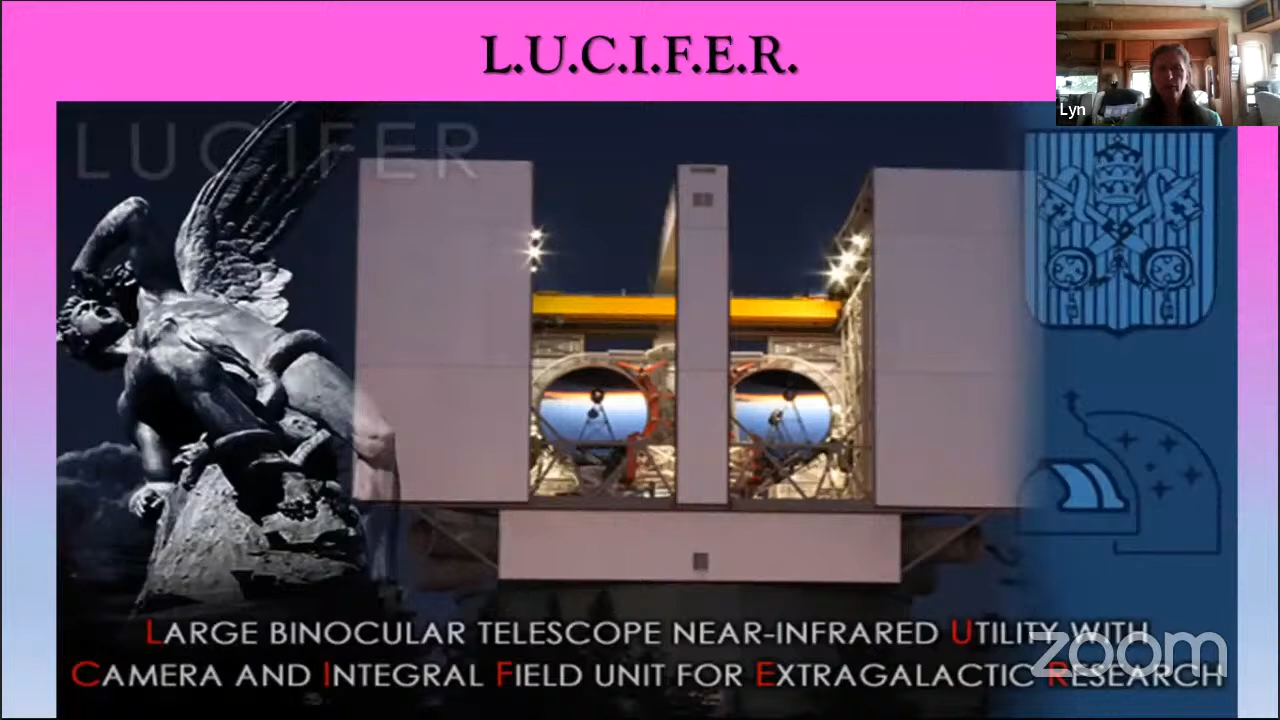 L.U.C.I.F.E.R.
Lyn
LUCIFER
LARGE BINOCULAR TELESCOPE NEAR-INFRARED UTILITY WITH
CAMERA AND INTEGRAL FIELD UNIT FOR EXTRAGALACTIC RESEARCH
zoom